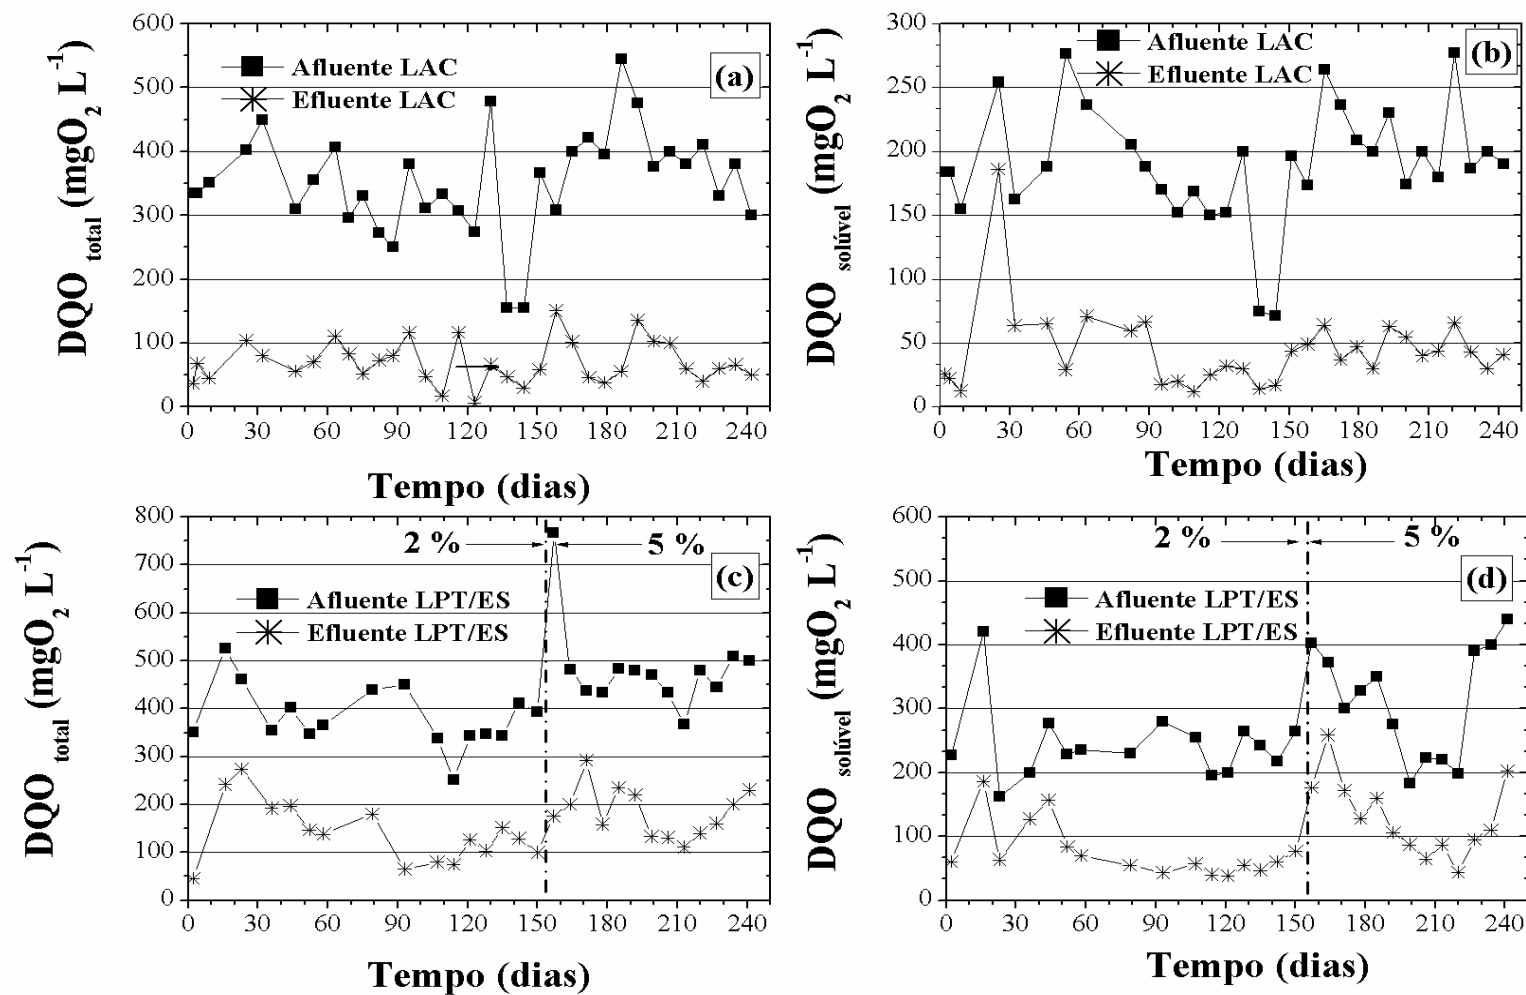 DQO total (mgO2 L-1)
600
500
400
300
200
100
0
Afluente LAC
Efluente LAC
(a)
0 30 60 90 120 150 180 210 240
Tempo (dias)
DQO solúvel (mgO2 L-1)
300
250
200
150
100
50
0
Afluente LAC
Efluente LAC
(b)
0 30 60 90 120 150 180 210 240
Tempo (dias)
DQO total (mgO2 L-1)
800
700
600
500
400
300
200
100
0
2 % 5 %
Afluente LPT/ES
Efluente LPT/ES
(c)
0 30 60 90 120 150 180 210 240
Tempo (dias)
DQO solúvel (mgO2 L-1)
600
500
400
300
200
100
0
2 % 5 %
Afluente LPT/ES
Efluente LPT/ES
(d)
0 30 60 90 120 150 180 210 240
Tempo (dias)